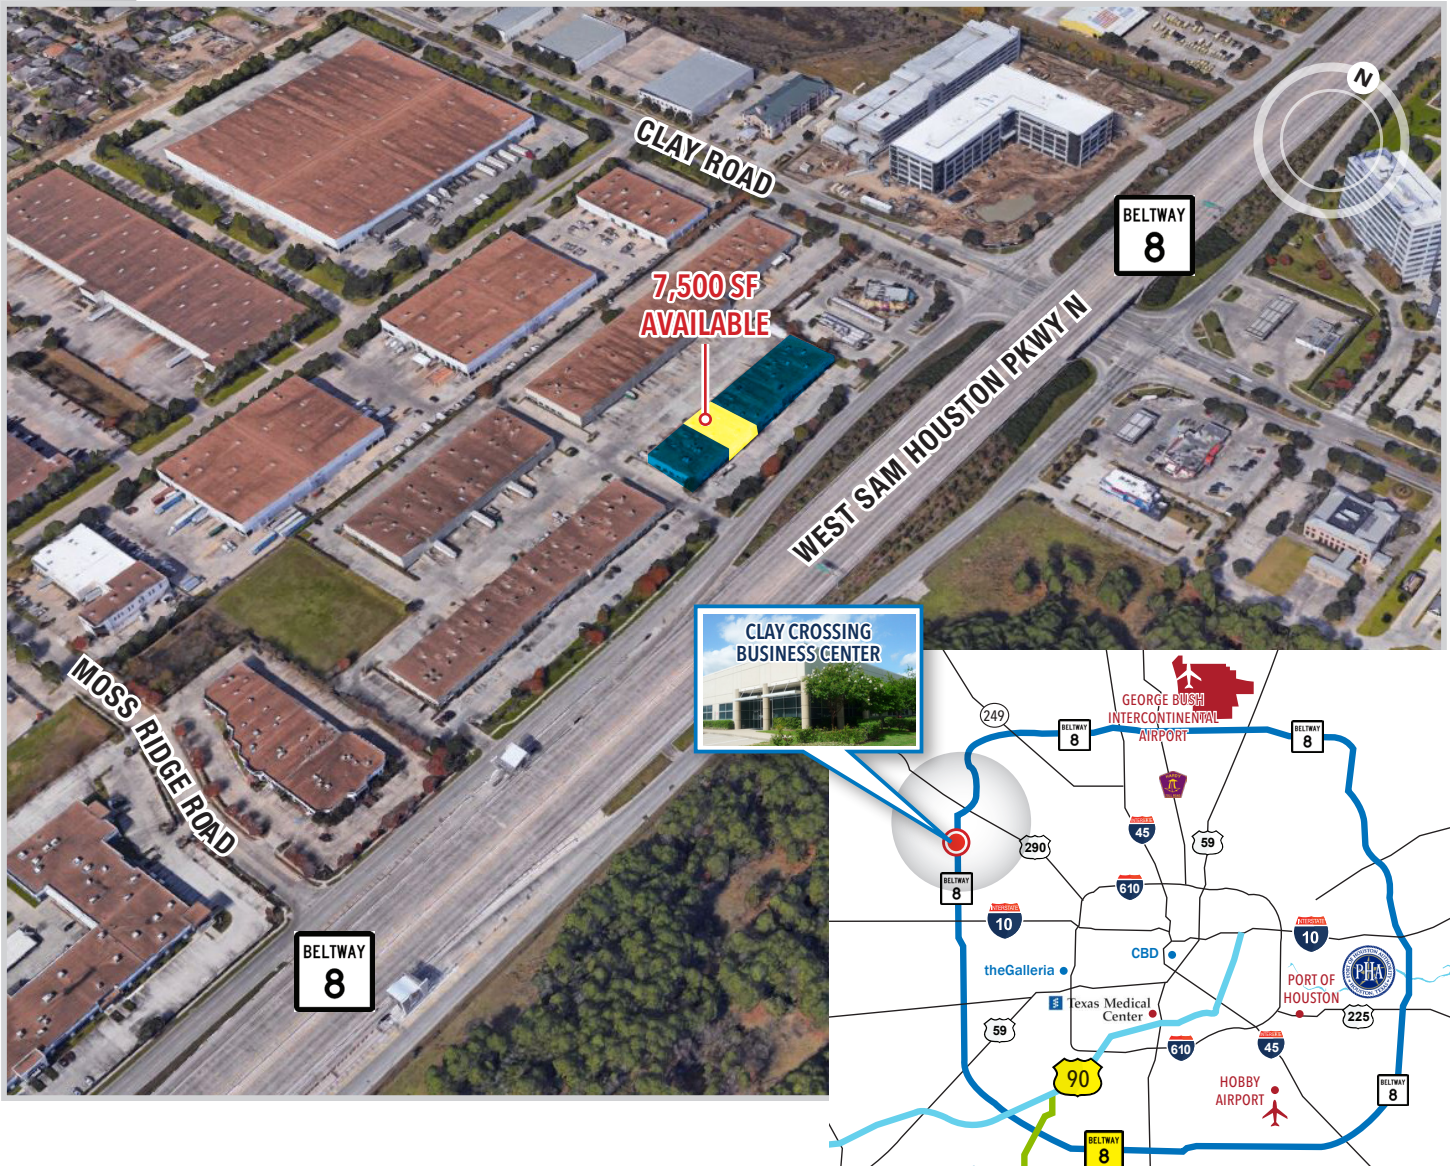 N
CLAY ROAD
BELTWAY
8
7,500 SF
AVAILABLE
WEST SAM HOUSTON PKWY N
MOSS RIDGE ROAD
BELTWAY
8
CLAY CROSSING
BUSINESS CENTER
GEORGE BUSH
INTERCONTINENTAL
AIRPORT
249
BELTWAY
8
BELTWAY
8
45
59
290
BELTWAY
8
610
INTERSTATE
10
INTERSTATE
10
CBD
theGalleria
PHA
PORT OF
HOUSTON
Texas Medical
Center
225
59
610
45
90
HOBBY
AIRPORT
BELTWAY
8
BELTWAY
8